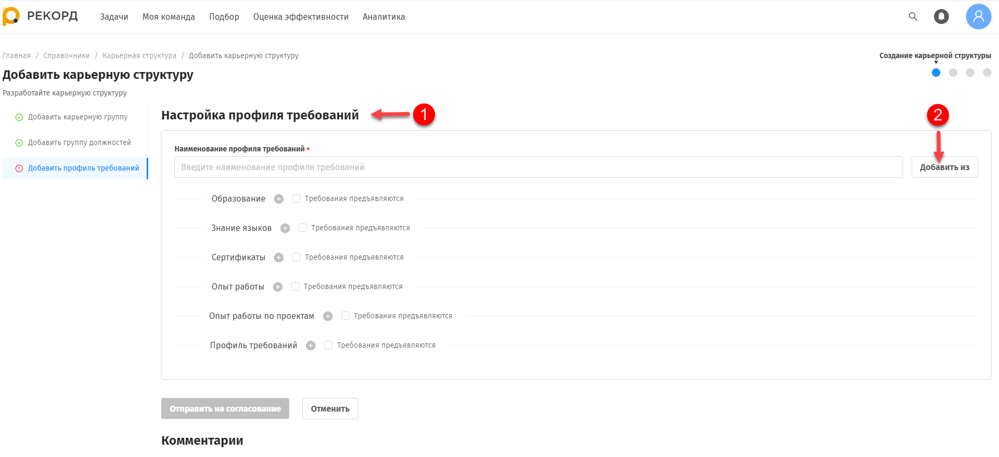 РЕКОРД
Задачи Моя команда Подбор Оценка эффективности Аналитика
Главная / Справочники / Карьерная структура / Добавить карьерную структуру
Создание карьерной структуры
Добавить карьерную структуру
Разработайте карьерную структуру
Добавить карьерную группу
Добавить группу должностей
Добавить профиль требований
Настройка профиля требований
1
2
Наименование профиля требований *
Введите наименование профиля требований
Добавить из
Образование Требования предъявляются
Знание языков Требования предъявляются
Сертификаты Требования предъявляются
Опыт работы Требования предъявляются
Опыт работы по проектам Требования предъявляются
Профиль требований Требования предъявляются
Отправить на согласование Отменить
Комментарии